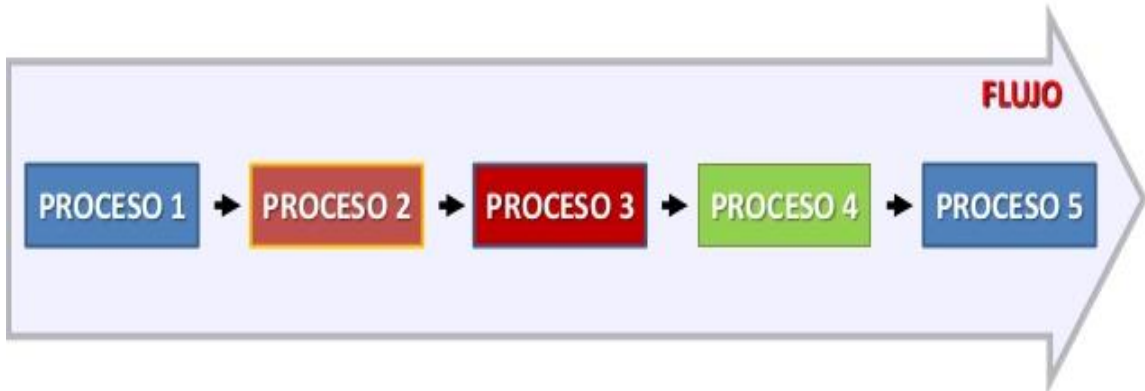 FLUJO
PROCESO 1
PROCESO 2
PROCESO 3
PROCESO 4
PROCESO 5